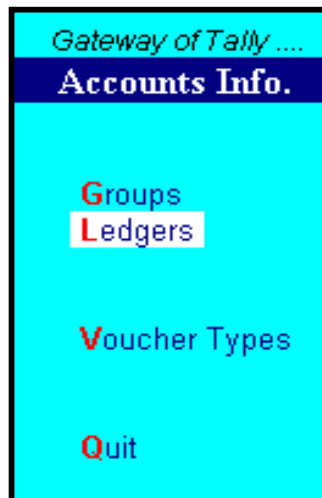 Gateway of Tally ....
Accounts Info.
Groups
Ledgers
Voucher Types
Quit